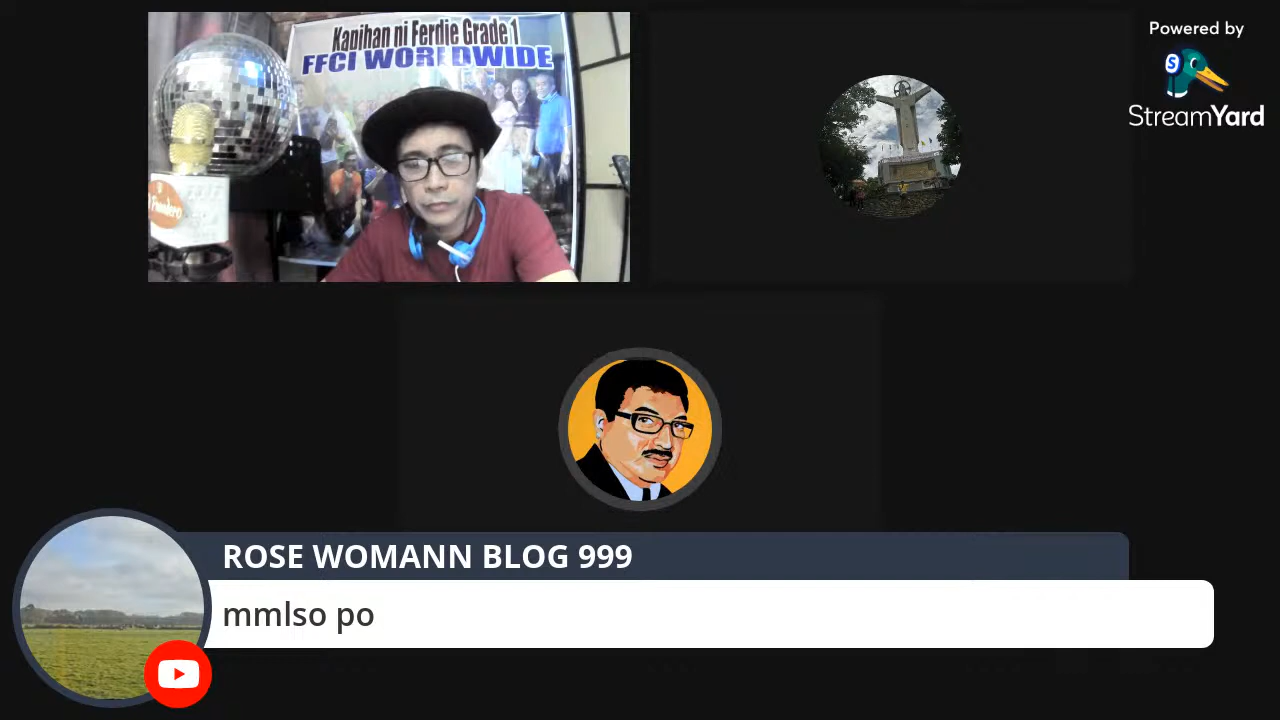 Kapihan ni Ferdie Grade 1
FFCI WORLDWIDE
Powered by
StreamYard
ROSE WOMANN BLOG 999
mmlso po